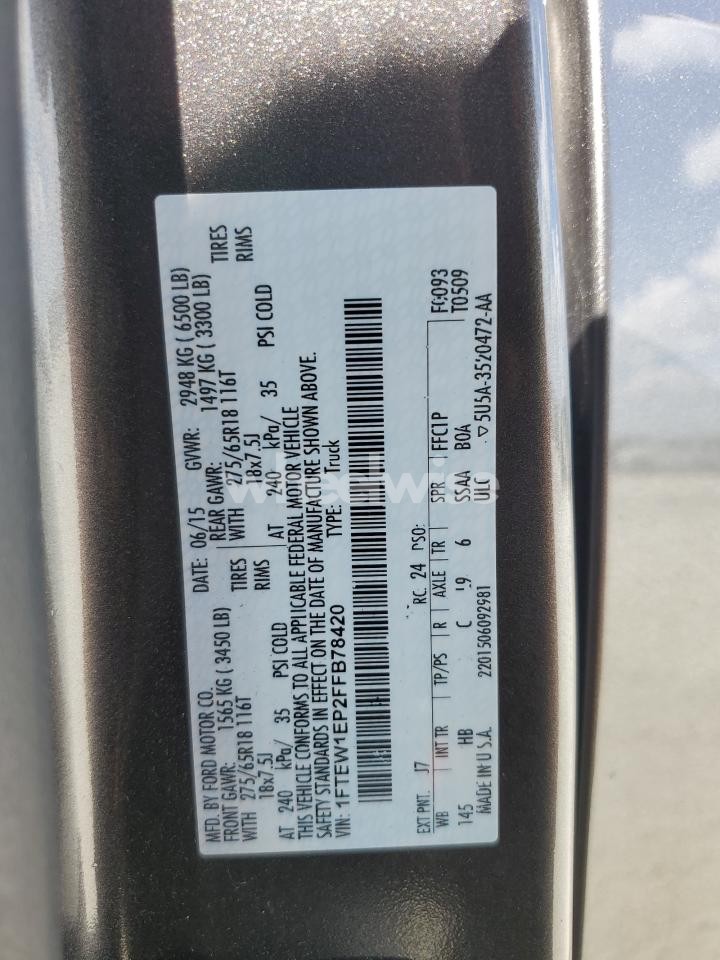 MFD. BY FORD MOTOR CO.
DATE: 06/15 GVWR: 2948 KG ( 6500 LB)
FRONT GAWR: 1565 KG ( 3450 LB) REAR GAWR: 1497 KG ( 3300 LB)
WITH 275/65R18 116T TIRES WITH 275/65R18 116T TIRES
18x7.5J RIMS 18x7.5J RIMS
AT 240 kPa/ 35 PSI COLD AT 240 kPa/ 35 PSI COLD
THIS VEHICLE CONFORMS TO ALL APPLICABLE FEDERAL MOTOR VEHICLE
SAFETY STANDARDS IN EFFECT ON THE DATE OF MANUFACTURE SHOWN ABOVE.
VIN: 1FTEW1EP2FFB78420 TYPE: Truck
F0093
T0509
EXT PNT: J7 RC: 24 DSO:
WB INT TR TP/PS R AXLE TR SPR FFC1P
145 HB C 19 6 SSAA B0A
MADE IN U.S.A. 2201506092981 ULC 5U5A-3520472-AA
wheelwise